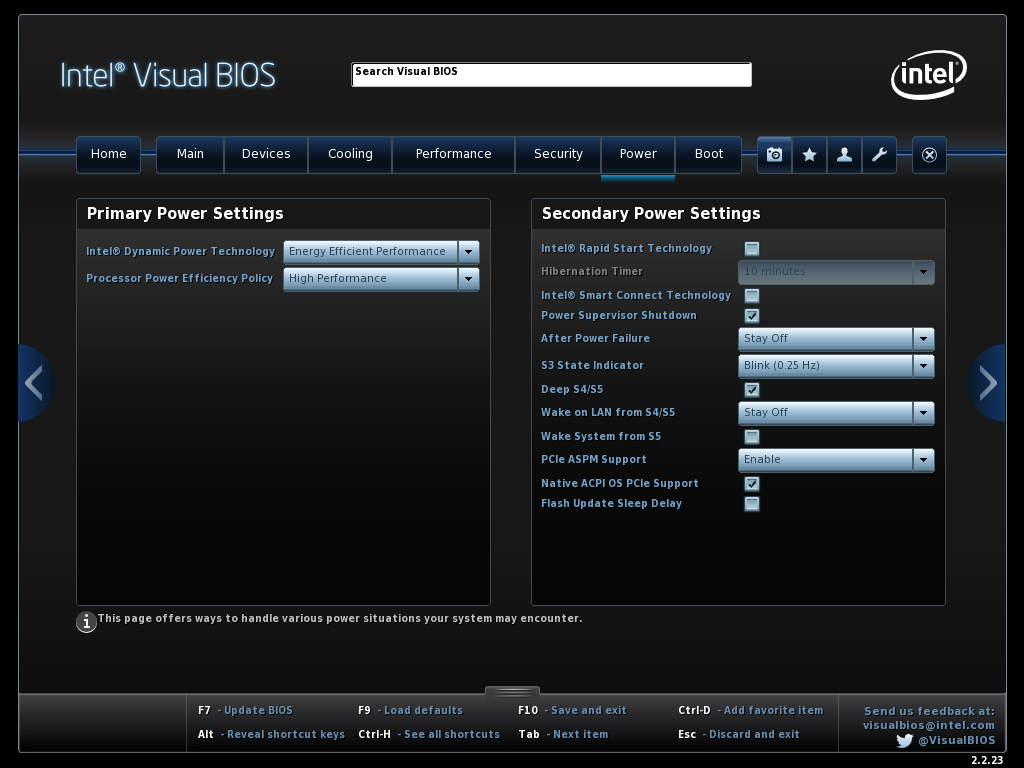 Intel® Visual BIOS
Search Visual BIOS
intel®
Home Main Devices Cooling Performance Security Power Boot
Primary Power Settings
Intel® Dynamic Power Technology Energy Efficient Performance
Processor Power Efficiency Policy High Performance
Secondary Power Settings
Intel® Rapid Start Technology
Hibernation Timer 10 minutes
Intel® Smart Connect Technology
Power Supervisor Shutdown
After Power Failure Stay Off
S3 State Indicator Blink (0.25 Hz)
Deep S4/S5
Wake on LAN from S4/S5 Stay Off
Wake System from S5
PCIe ASPM Support Enable
Native ACPI OS PCIe Support
Flash Update Sleep Delay
This page offers ways to handle various power situations your system may encounter.
F7 - Update BIOS F9 - Load defaults F10 - Save and exit Ctrl-D - Add favorite item
Alt - Reveal shortcut keys Ctrl-H - See all shortcuts Tab - Next item Esc - Discard and exit
Send us feedback at:
visualbios@intel.com
@VisualBIOS
2.2.23